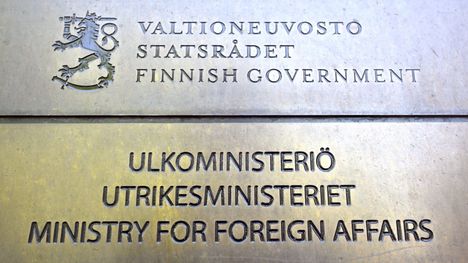 VALTIONEUVOSTO
STATSRÅDET
FINNISH GOVERNMENT
ULKOMINISTERIÖ
UTRIKESMINISTERIET
MINISTRY FOR FOREIGN AFFAIRS